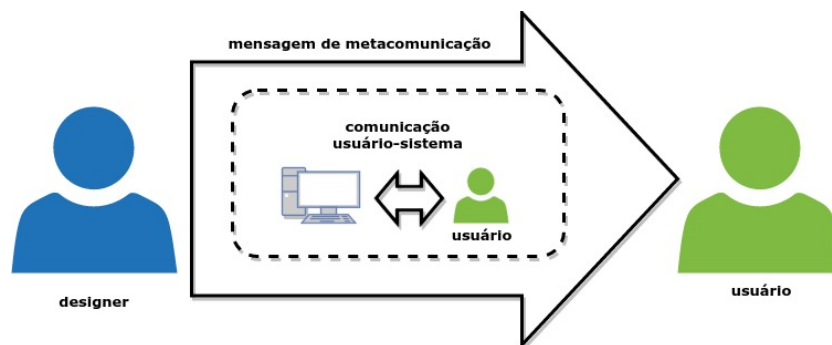 mensagem de metacomunicação
comunicação
usuário-sistema
usuário
designer
usuário